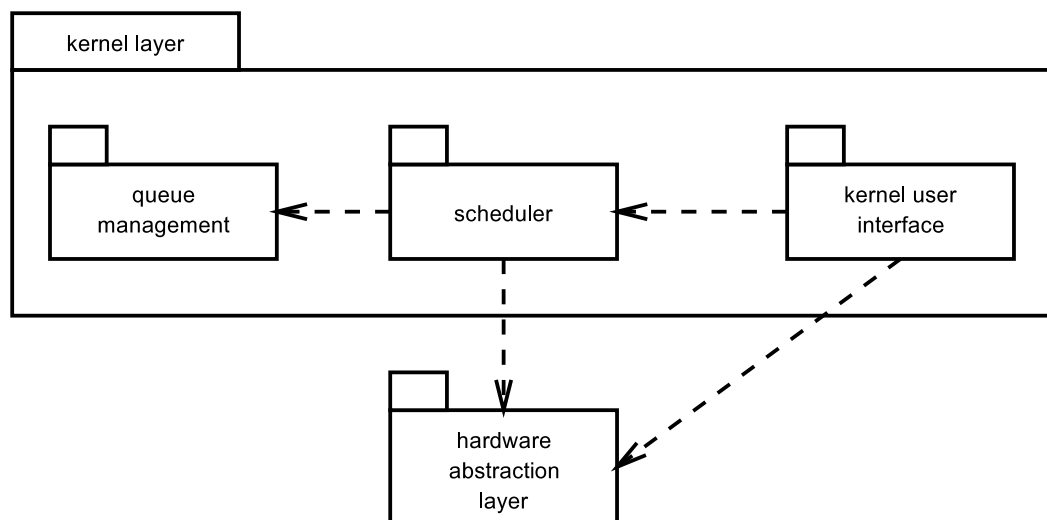 kernel layer
queue
management
scheduler
kernel user
interface
hardware
abstraction
layer